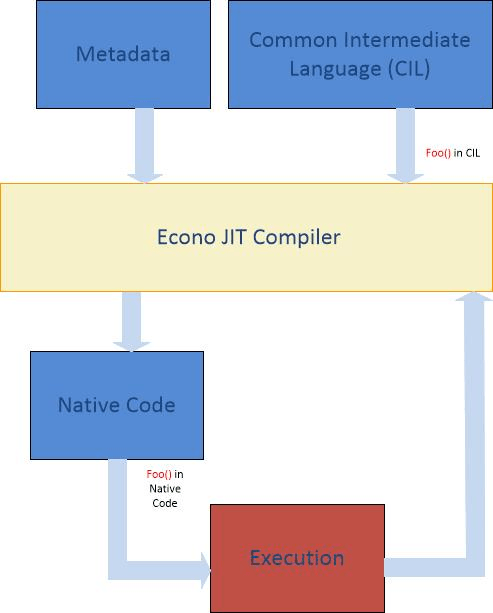 Metadata
Common Intermediate
Language (CIL)
Foo() in CIL
Econo JIT Compiler
Native Code
Foo() in
Native
Code
Execution